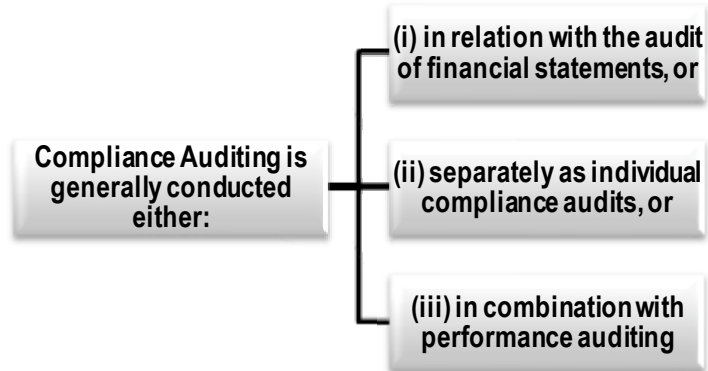 Compliance Auditing is
generally conducted
either:
(i) in relation with the audit
of financial statements, or
(ii) separately as individual
compliance audits, or
(iii) in combination with
performance auditing